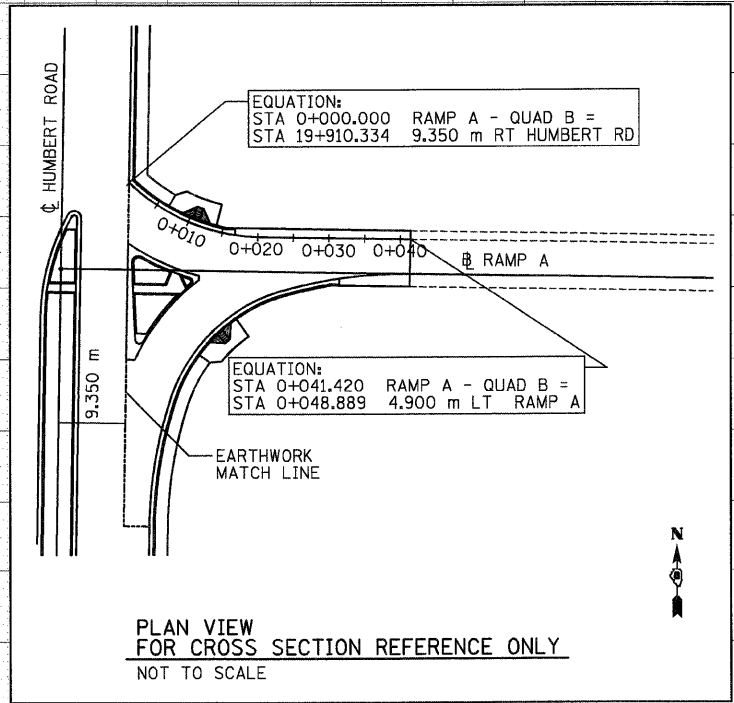 ℄ HUMBERT ROAD
EQUATION:
STA 0+000.000 RAMP A - QUAD B =
STA 19+910.334 9.350 m RT HUMBERT RD
0+010
0+020
0+030
0+040
℄ RAMP A
EQUATION:
STA 0+041.420 RAMP A - QUAD B =
STA 0+048.889 4.900 m LT RAMP A
9.350 m
EARTHWORK
MATCH LINE
N
PLAN VIEW
FOR CROSS SECTION REFERENCE ONLY
NOT TO SCALE